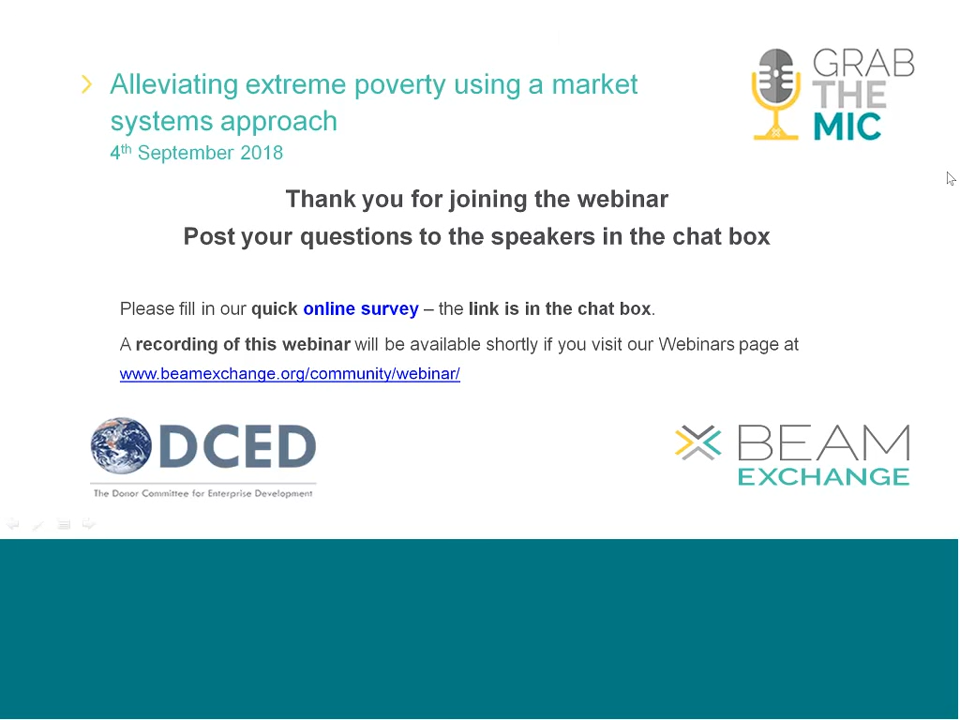 Alleviating extreme poverty using a market
systems approach
4th September 2018
GRAB
THE
MIC
Thank you for joining the webinar
Post your questions to the speakers in the chat box
Please fill in our quick online survey – the link is in the chat box.
A recording of this webinar will be available shortly if you visit our Webinars page at
www.beamexchange.org/community/webinar/
DCED
The Donor Committee for Enterprise Development
BEAM
EXCHANGE